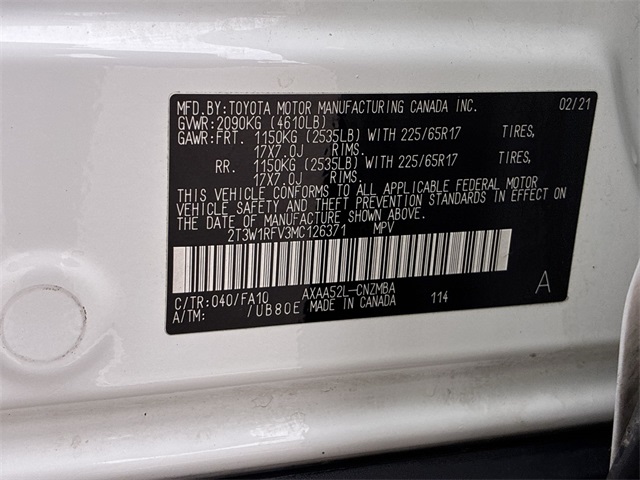 MFD.BY:TOYOTA MOTOR MANUFACTURING CANADA INC. 02/21
GVWR:2090KG (4610LB)
GAWR:FRT. 1150KG (2535LB) WITH 225/65R17 TIRES,
17X7.0J RIMS.
RR. 1150KG (2535LB) WITH 225/65R17 TIRES,
17X7.0J RIMS.
THIS VEHICLE CONFORMS TO ALL APPLICABLE FEDERAL MOTOR
VEHICLE SAFETY AND THEFT PREVENTION STANDARDS IN EFFECT ON
THE DATE OF MANUFACTURE SHOWN ABOVE.
2T3W1RFV3MC126371 MPV
A
C/TR:040/FA10 AXAA52L-CNZMBA 114
A/TM: /UB80E MADE IN CANADA